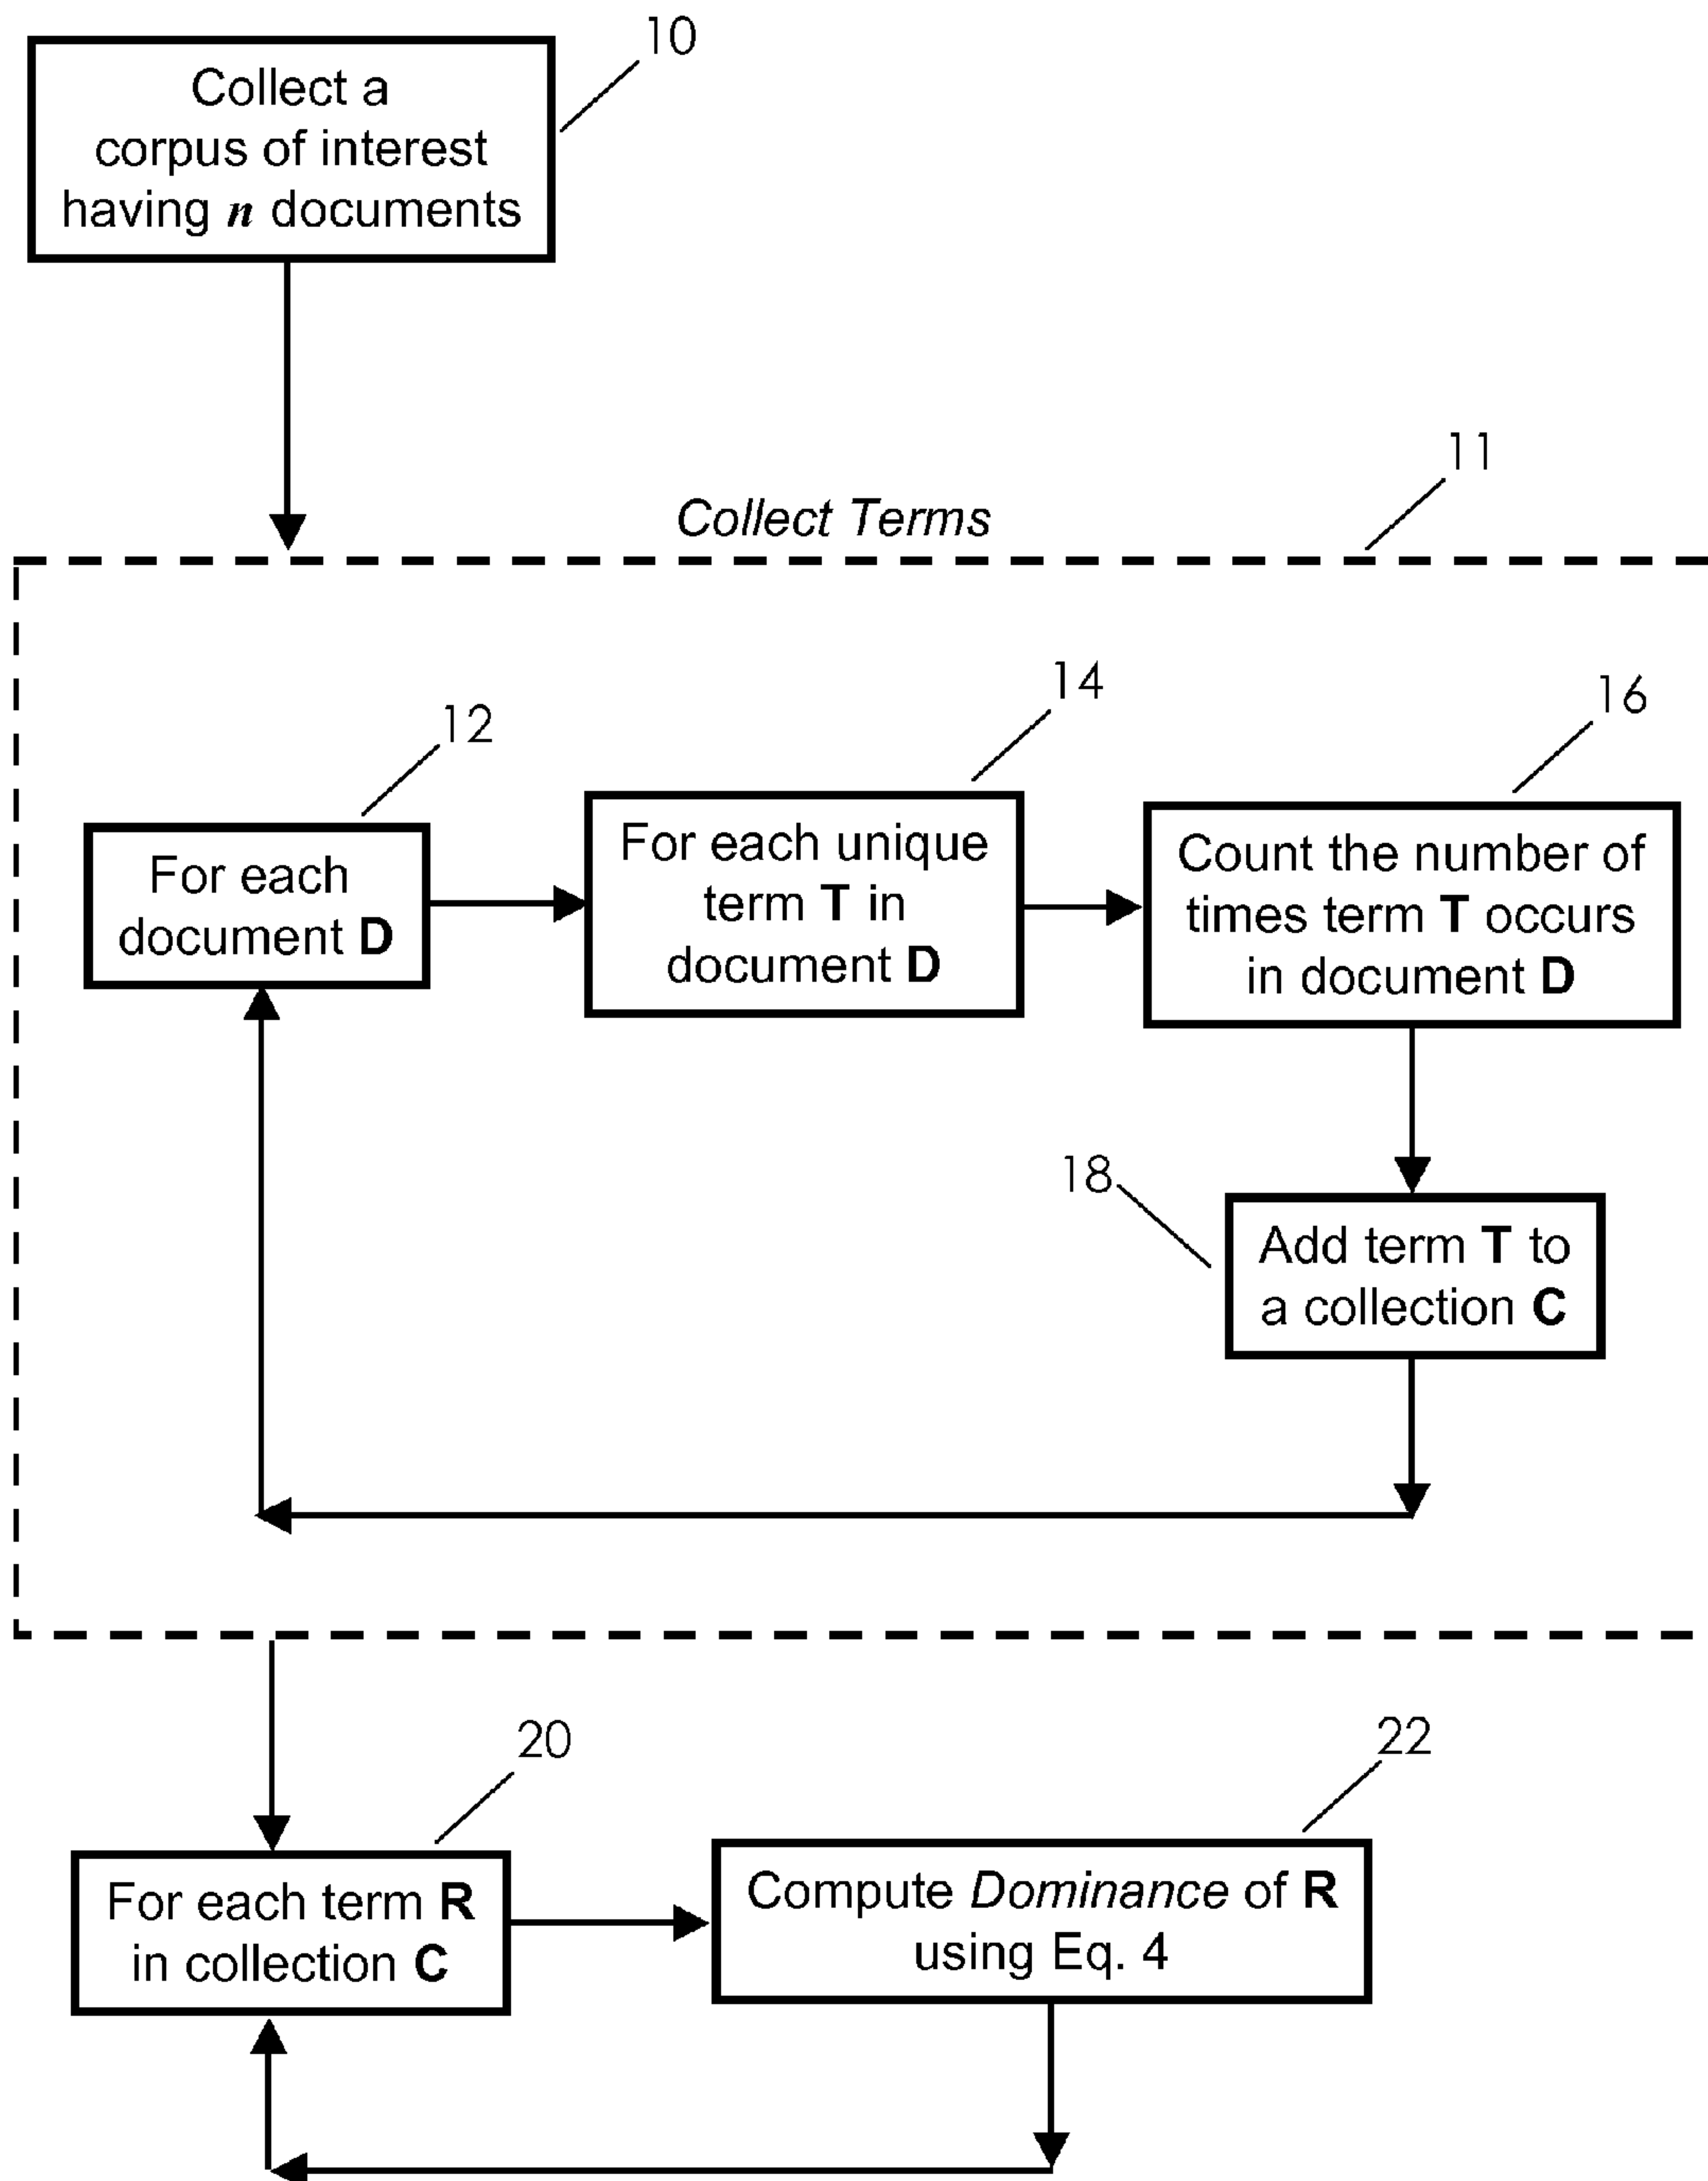 10
Collect a
corpus of interest
having n documents
11
Collect Terms
12
14
16
For each
document D
For each unique
term T in
document D
Count the number of
times term T occurs
in document D
18
Add term T to
a collection C
20
22
For each term R
in collection C
Compute Dominance of R
using Eq. 4